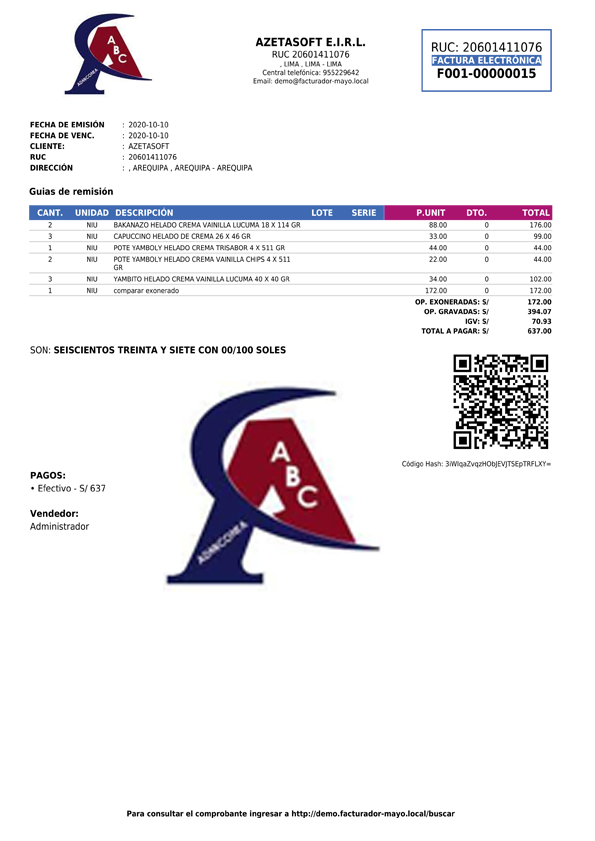 A
B
C
ADANCOREA
AZETASOFT E.I.R.L.
RUC 20601411076
, LIMA , LIMA - LIMA
Central telefónica: 955229642
Email: demo@facturador-mayo.local
RUC: 20601411076
FACTURA ELECTRÓNICA
F001-00000015
FECHA DE EMISIÓN : 2020-10-10
FECHA DE VENC. : 2020-10-10
CLIENTE: : AZETASOFT
RUC : 20601411076
DIRECCIÓN : , AREQUIPA , AREQUIPA - AREQUIPA
Guias de remisión
CANT. UNIDAD DESCRIPCIÓN LOTE SERIE P.UNIT DTO. TOTAL
2 NIU BAKANAZO HELADO CREMA VAINILLA LUCUMA 18 X 114 GR 88.00 0 176.00
3 NIU CAPUCCINO HELADO DE CREMA 26 X 46 GR 33.00 0 99.00
1 NIU POTE YAMBOLY HELADO CREMA TRISABOR 4 X 511 GR 44.00 0 44.00
2 NIU POTE YAMBOLY HELADO CREMA VAINILLA CHIPS 4 X 511 22.00 0 44.00
GR
3 NIU YAMBITO HELADO CREMA VAINILLA LUCUMA 40 X 40 GR 34.00 0 102.00
1 NIU comparar exonerado 172.00 0 172.00
OP. EXONERADAS: S/ 172.00
OP. GRAVADAS: S/ 394.07
IGV: S/ 70.93
TOTAL A PAGAR: S/ 637.00
SON: SEISCIENTOS TREINTA Y SIETE CON 00/100 SOLES
Código Hash: 3iWIqaZvqzHObJEVJTSEpTRFLXY=
A
B
C
ADANCOREA
PAGOS:
• Efectivo - S/ 637
Vendedor:
Administrador
Para consultar el comprobante ingresar a http://demo.facturador-mayo.local/buscar